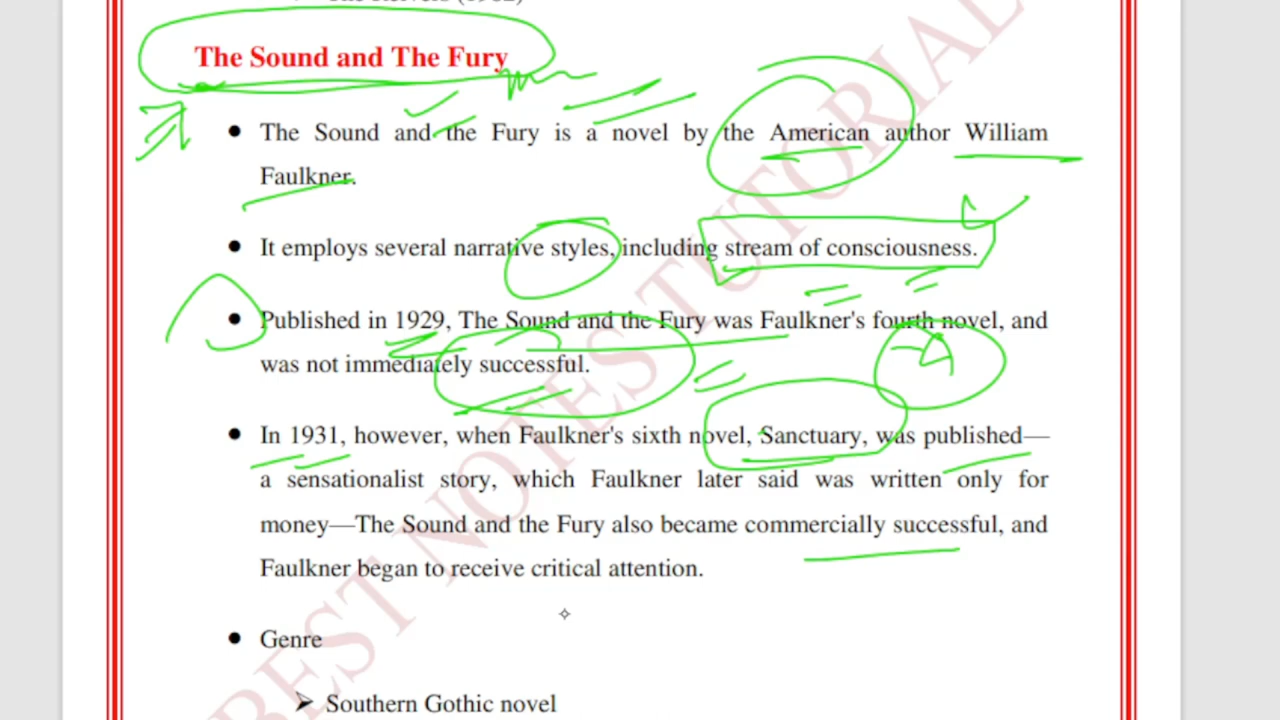 The Sound and The Fury
● The Sound and the Fury is a novel by the American author William
Faulkner.
● It employs several narrative styles, including stream of consciousness.
● Published in 1929, The Sound and the Fury was Faulkner's fourth novel, and
was not immediately successful.
● In 1931, however, when Faulkner's sixth novel, Sanctuary, was published—
a sensationalist story, which Faulkner later said was written only for
money—The Sound and the Fury also became commercially successful, and
Faulkner began to receive critical attention.
● Genre
➢ Southern Gothic novel
BEST NOTES TUTORIAL